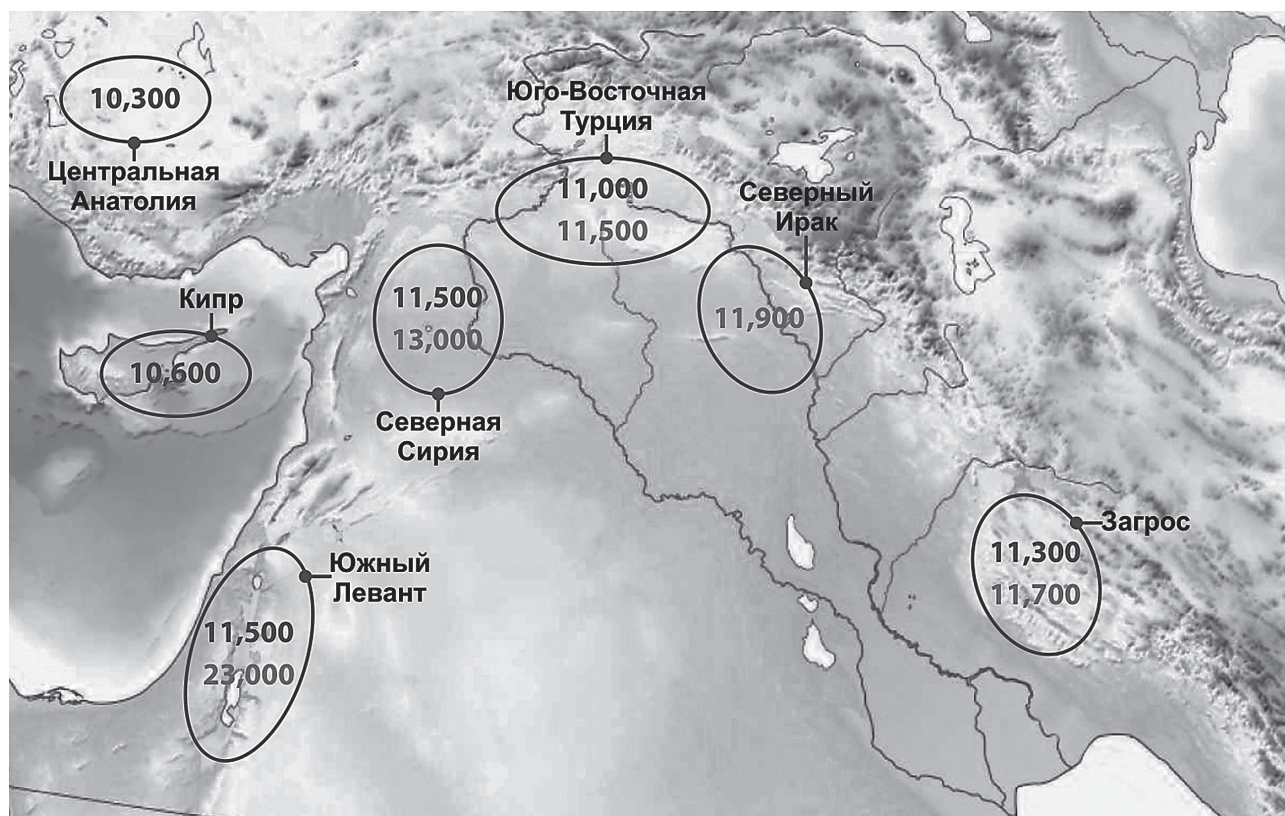 10,300
Центральная
Анатолия
Юго-Восточная
Турция
11,000
11,500
Северный
Ирак
11,900
Кипр
10,600
11,500
13,000
Северная
Сирия
Южный
Левант
11,500
23,000
Загрос
11,300
11,700